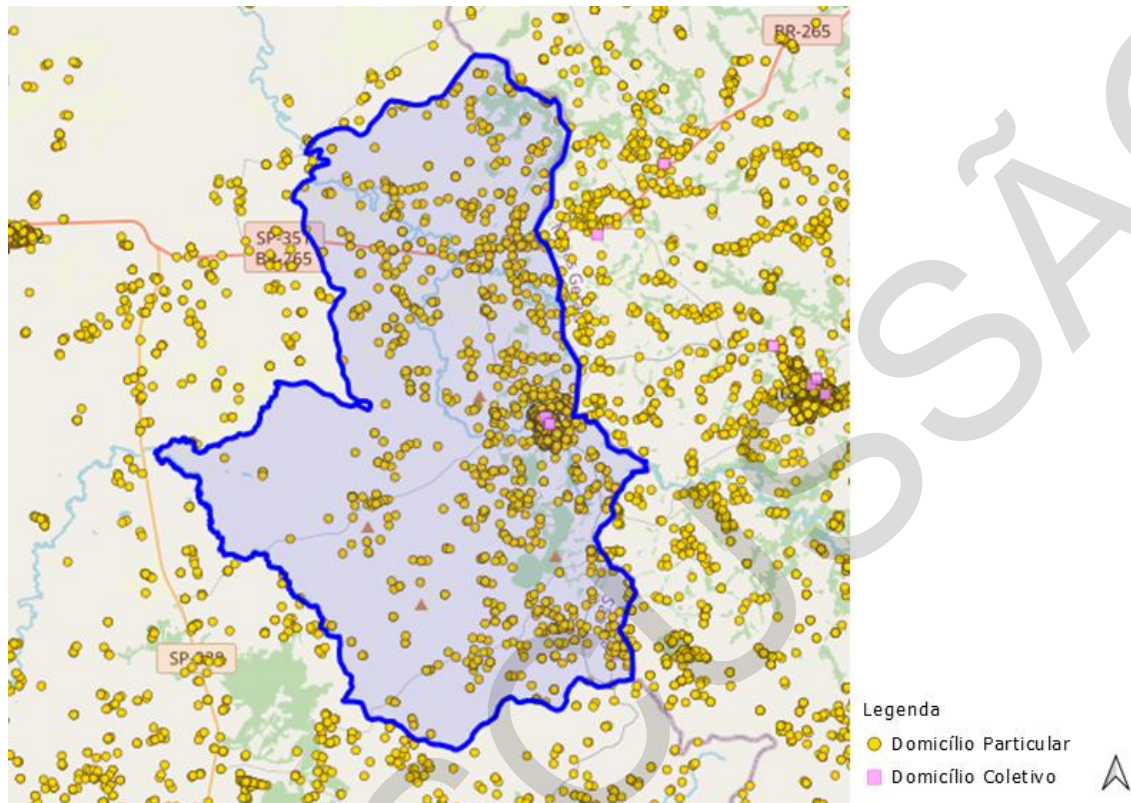 BR-265
SP-351
BR-265
SP-338
Legenda
Domicílio Particular
Domicílio Coletivo